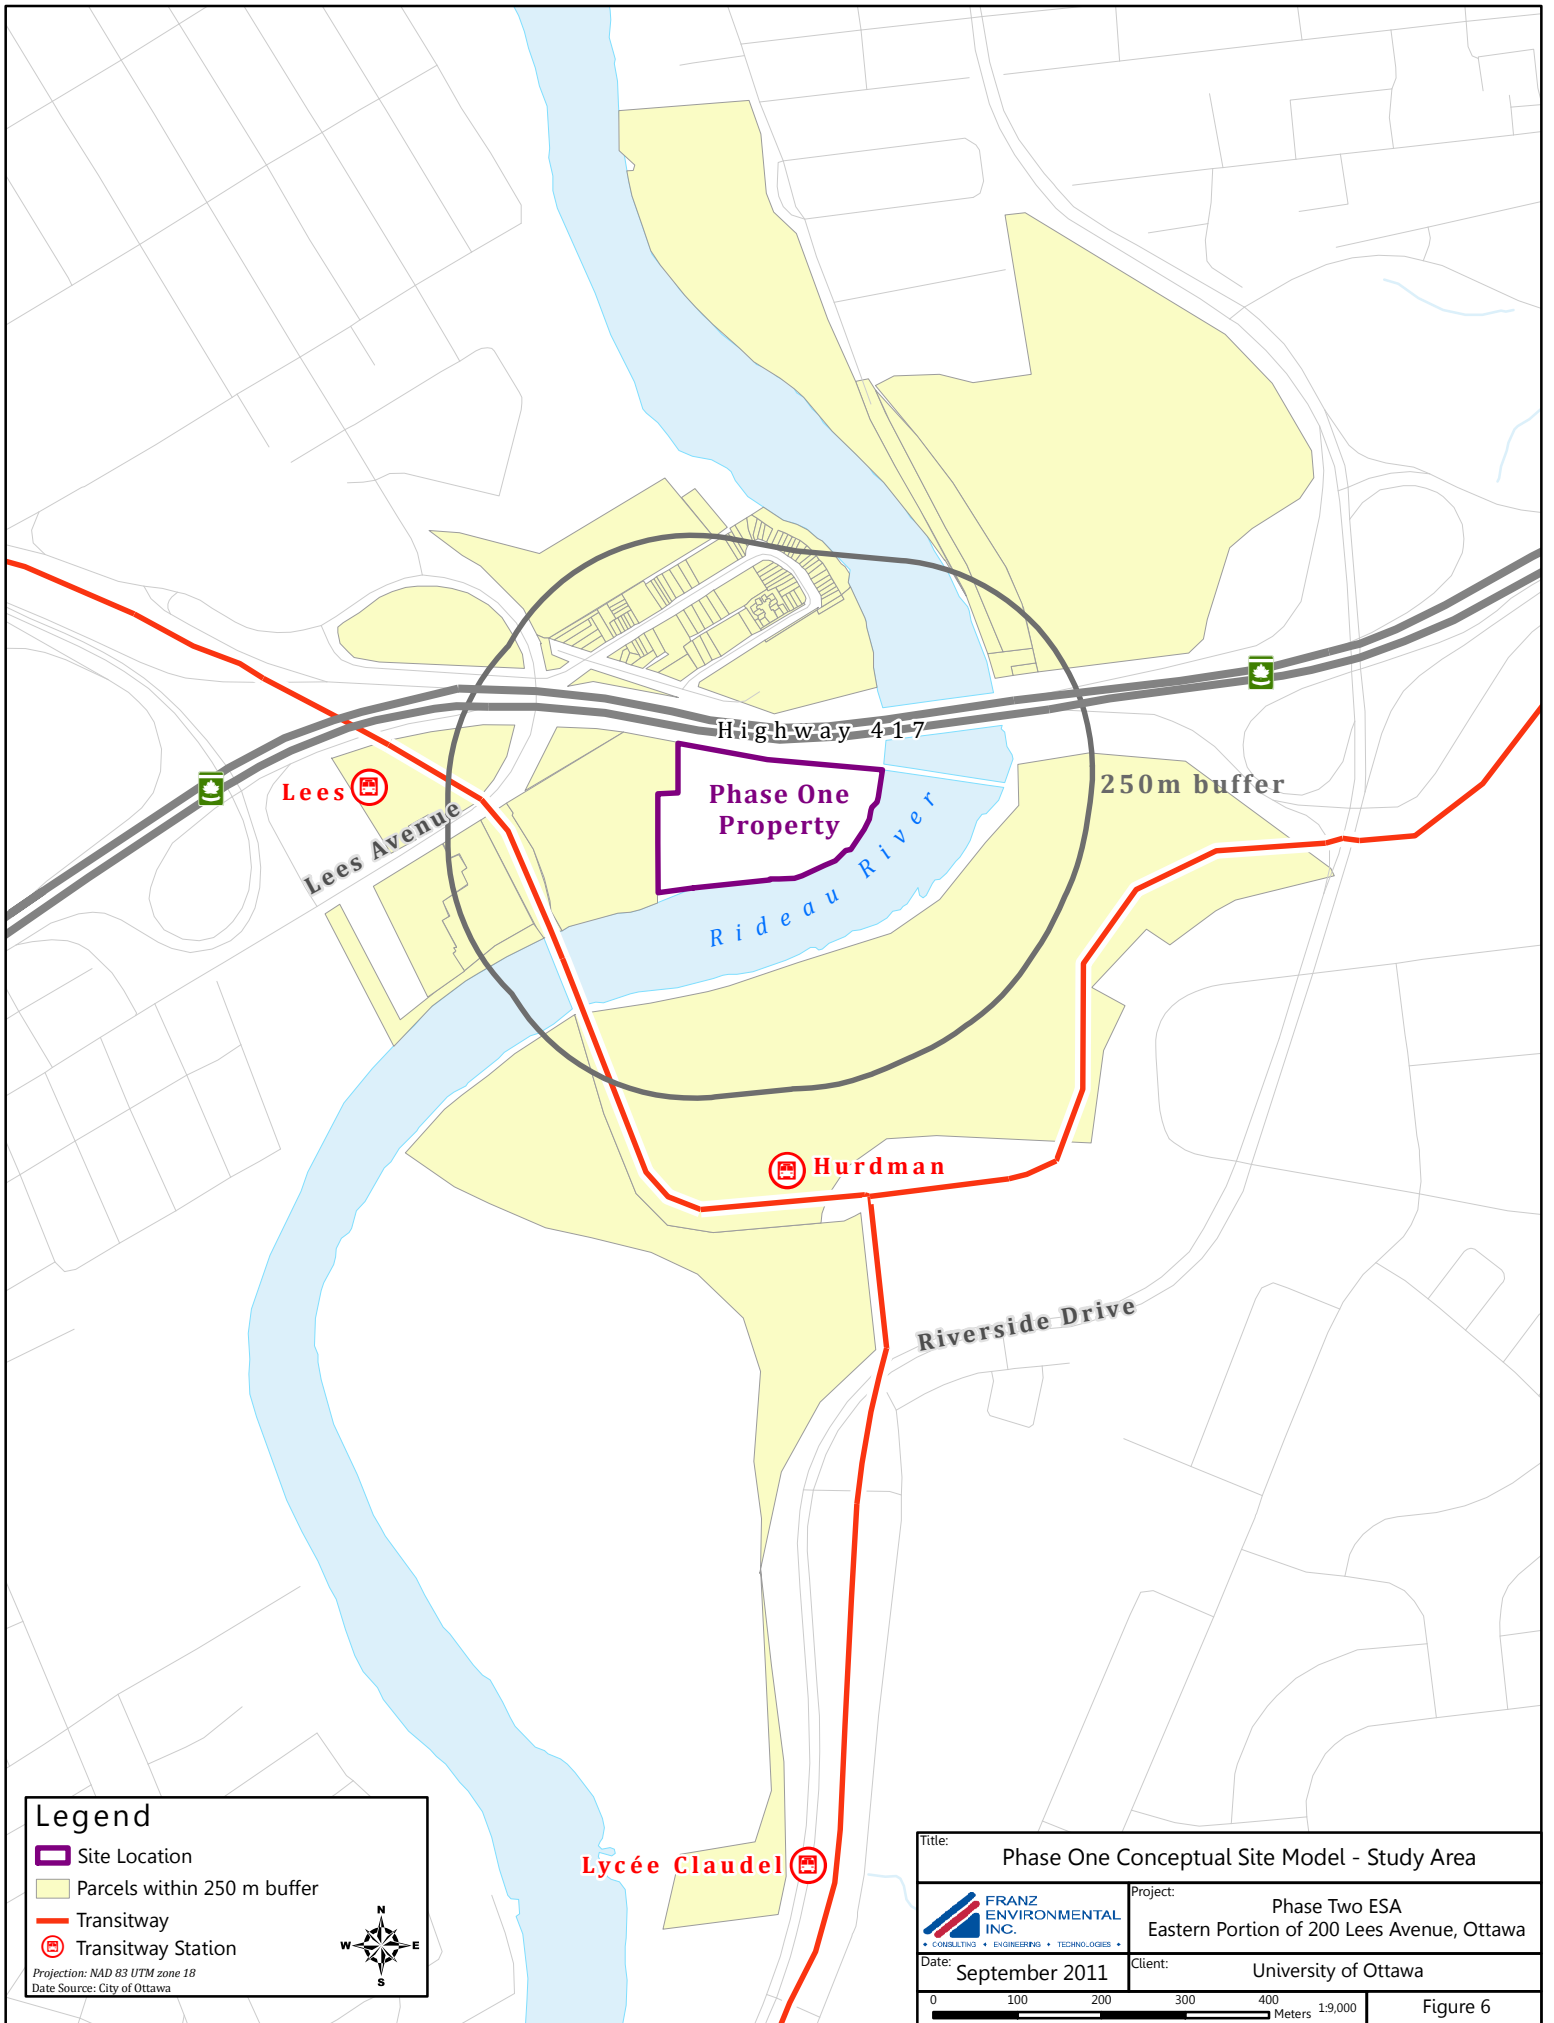 Highway 417
Lees
Phase One
Property
250m buffer
Lees Avenue
Rideau River
Hurdman
Riverside Drive
Lycée Claudel
Legend
Site Location
Parcels within 250 m buffer
Transitway
Transitway Station
Projection: NAD 83 UTM zone 18
Date Source: City of Ottawa
N
W E
S
Title:
Phase One Conceptual Site Model - Study Area
FRANZ
ENVIRONMENTAL
INC.
CONSULTING ENGINEERING TECHNOLOGIES
Project:
Phase Two ESA
Eastern Portion of 200 Lees Avenue, Ottawa
Date:
September 2011
Client:
University of Ottawa
0 100 200 300 400
Meters
1:9,000
Figure 6